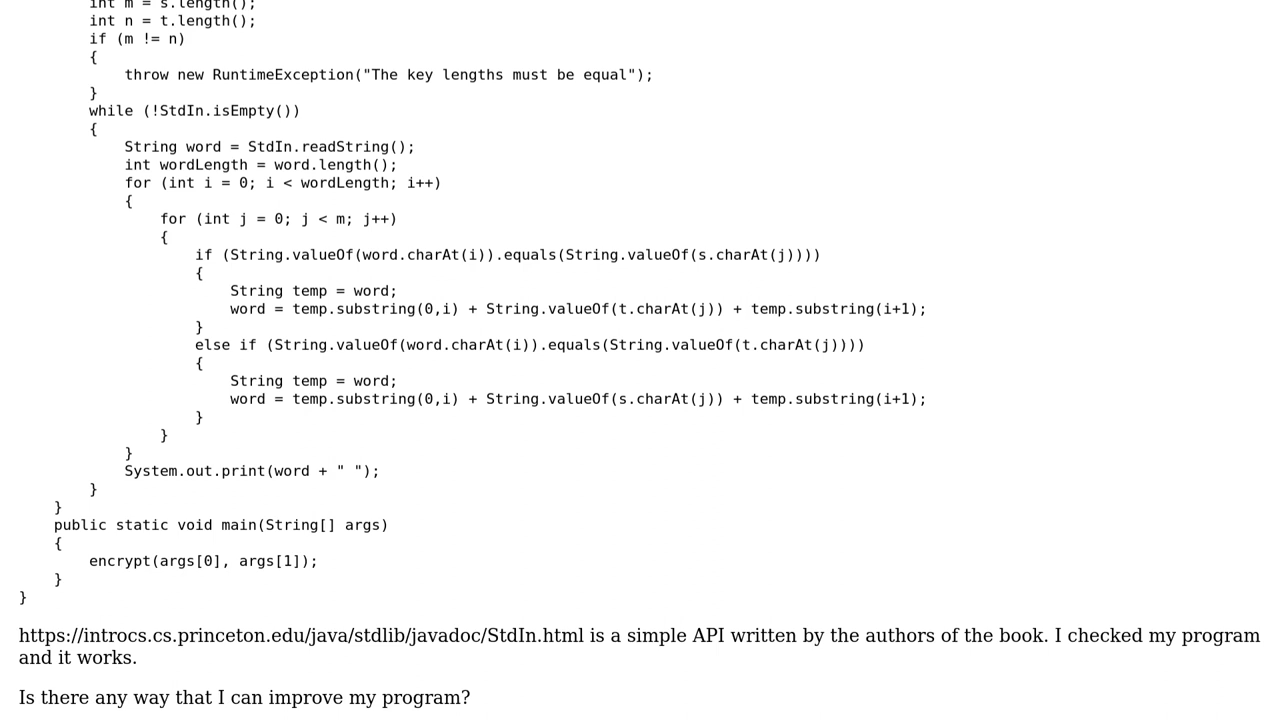 int m = s.length();
int n = t.length();
if (m != n)
{
throw new RuntimeException("The key lengths must be equal");
}
while (!StdIn.isEmpty())
{
String word = StdIn.readString();
int wordLength = word.length();
for (int i = 0; i < wordLength; i++)
{
for (int j = 0; j < m; j++)
{
if (String.valueOf(word.charAt(i)).equals(String.valueOf(s.charAt(j))))
{
String temp = word;
word = temp.substring(0,i) + String.valueOf(t.charAt(j)) + temp.substring(i+1);
}
else if (String.valueOf(word.charAt(i)).equals(String.valueOf(t.charAt(j))))
{
String temp = word;
word = temp.substring(0,i) + String.valueOf(s.charAt(j)) + temp.substring(i+1);
}
}
}
System.out.print(word + " ");
}
}
public static void main(String[] args)
{
encrypt(args[0], args[1]);
}
}
https://introcs.cs.princeton.edu/java/stdlib/javadoc/StdIn.html is a simple API written by the authors of the book. I checked my program
and it works.
Is there any way that I can improve my program?